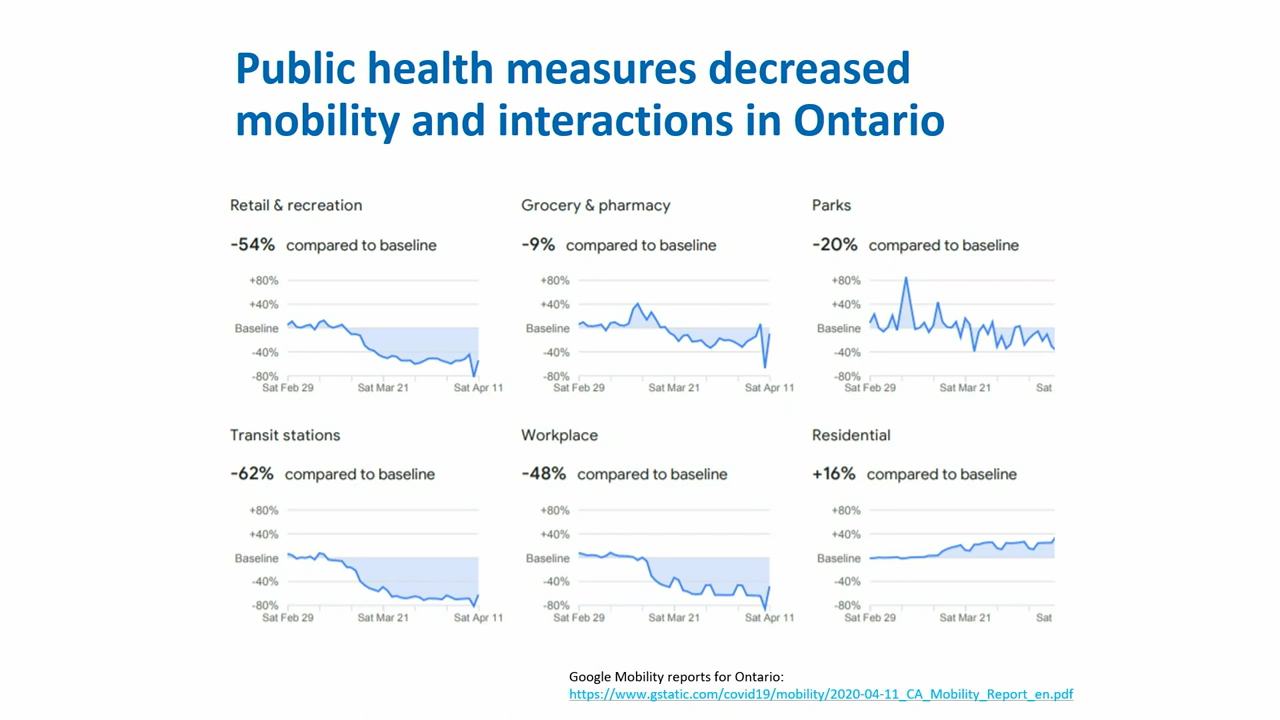 Public health measures decreased
mobility and interactions in Ontario
Retail & recreation
-54% compared to baseline
+80%
+40%
Baseline
-40%
-80%
Sat Feb 29 Sat Mar 21 Sat Apr 11
Grocery & pharmacy
-9% compared to baseline
+80%
+40%
Baseline
-40%
-80%
Sat Feb 29 Sat Mar 21 Sat Apr 11
Parks
-20% compared to baseline
+80%
+40%
Baseline
-40%
-80%
Sat Feb 29 Sat Mar 21 Sat
Transit stations
-62% compared to baseline
+80%
+40%
Baseline
-40%
-80%
Sat Feb 29 Sat Mar 21 Sat Apr 11
Workplace
-48% compared to baseline
+80%
+40%
Baseline
-40%
-80%
Sat Feb 29 Sat Mar 21 Sat Apr 11
Residential
+16% compared to baseline
+80%
+40%
Baseline
-40%
-80%
Sat Feb 29 Sat Mar 21 Sat
Google Mobility reports for Ontario:
https://www.gstatic.com/covid19/mobility/2020-04-11_CA_Mobility_Report_en.pdf